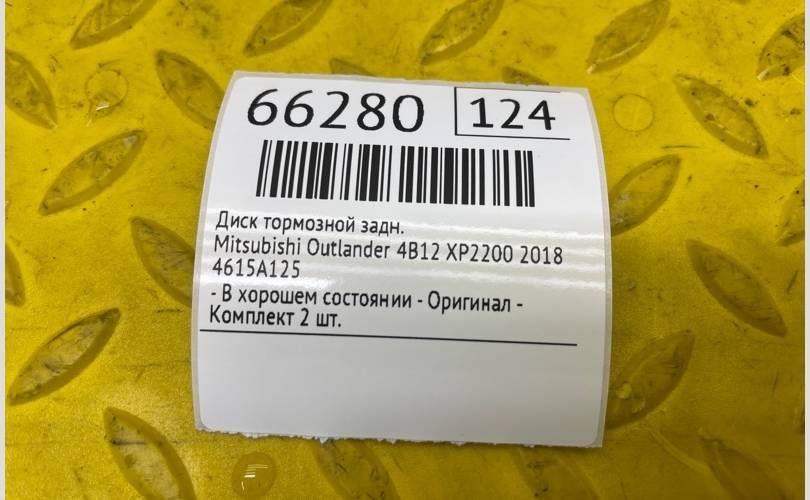 66280 124
Диск тормозной задн.
Mitsubishi Outlander 4B12 XP2200 2018
4615A125
- В хорошем состоянии - Оригинал -
Комплект 2 шт.